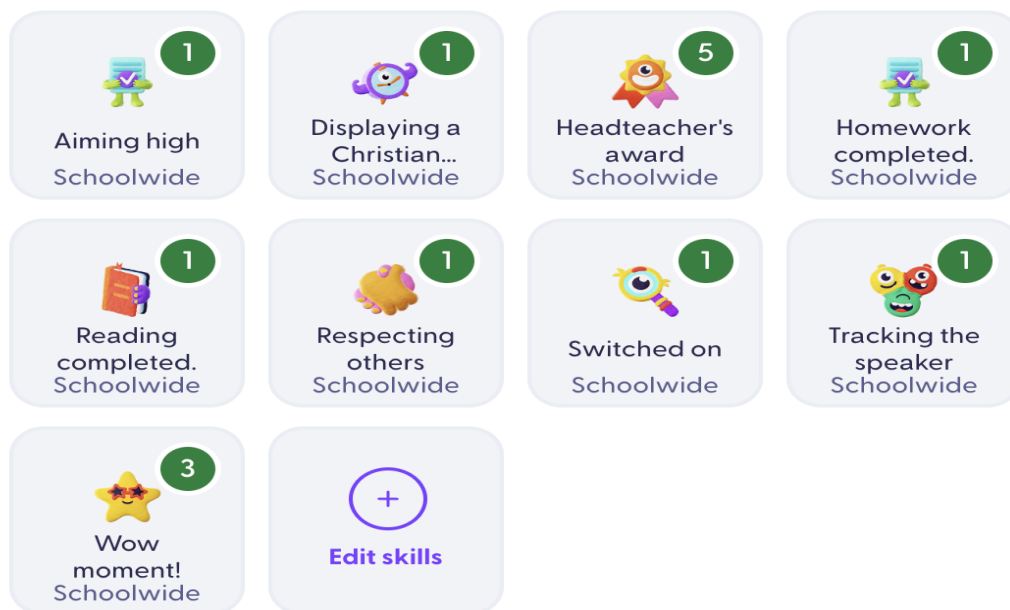 1
Aiming high
Schoolwide
1
Displaying a
Christian...
Schoolwide
5
Headteacher's
award
Schoolwide
1
Homework
completed.
Schoolwide
1
Reading
completed.
Schoolwide
1
Respecting
others
Schoolwide
1
Switched on
Schoolwide
1
Tracking the
speaker
Schoolwide
3
Wow
moment!
Schoolwide
+
Edit skills